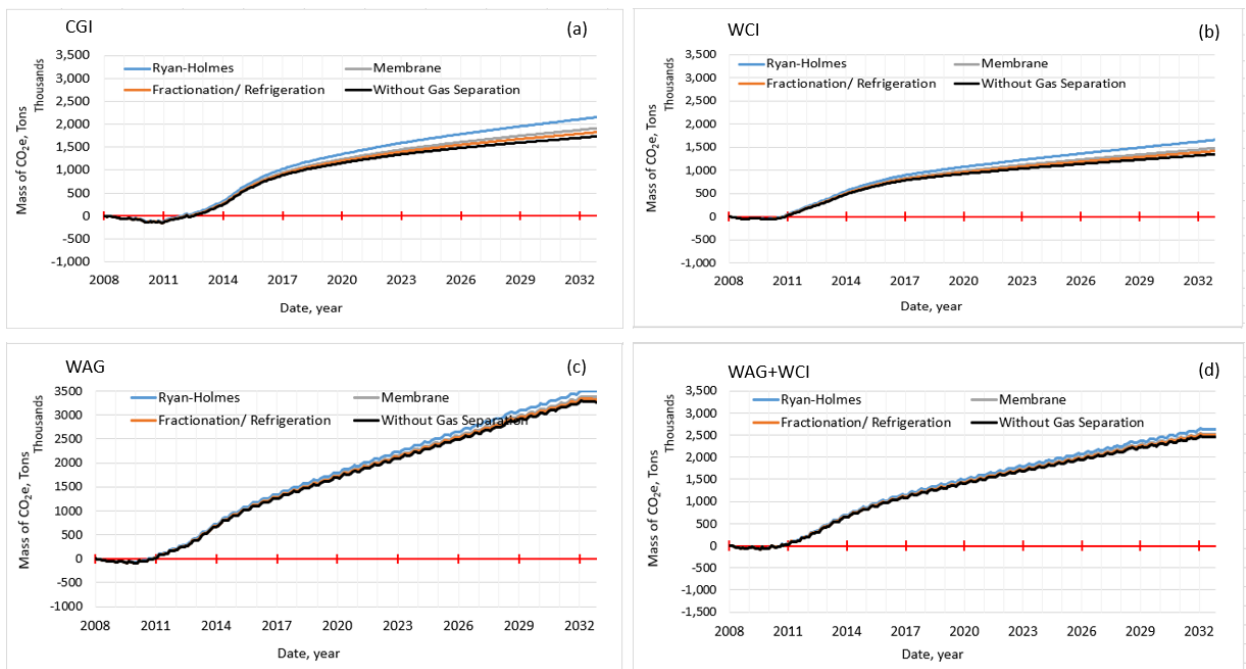 CGI
(a)
3,500
3,000
2,500
2,000
1,500
1,000
500
0
-500
-1,000
Thousands
Mass of CO₂e, Tons
Ryan-Holmes
Membrane
Fractionation/ Refrigeration
Without Gas Separation
2008 2011 2014 2017 2020 2023 2026 2029 2032
Date, year
WCI
(b)
3,500
3,000
2,500
2,000
1,500
1,000
500
0
-500
-1,000
Thousands
Mass of CO₂e, Tons
Ryan-Holmes
Membrane
Fractionation/ Refrigeration
Without Gas Separation
2008 2011 2014 2017 2020 2023 2026 2029 2032
Date, year
WAG
(c)
3500
3000
2500
2000
1500
1000
500
0
-500
-1000
Thousands
Mass of CO₂e, Tons
Ryan-Holmes
Membrane
Fractionation/ Refrigeration
Without Gas Separation
2008 2011 2014 2017 2020 2023 2026 2029 2032
Date, year
WAG+WCI
(d)
3,500
3,000
2,500
2,000
1,500
1,000
500
0
-500
-1,000
-1,500
Thousands
Mass of CO₂e, Tons
Ryan-Holmes
Membrane
Fractionation/ Refrigeration
Without Gas Separation
2008 2011 2014 2017 2020 2023 2026 2029 2032
Date, year